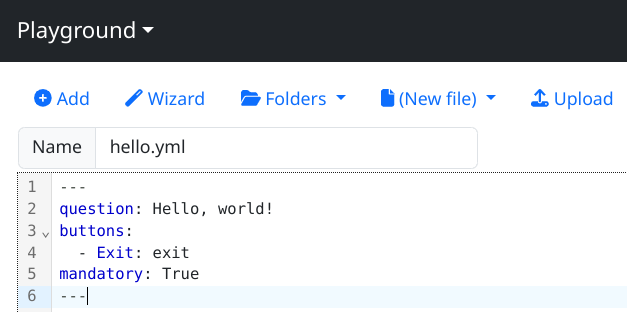 Playground
Add Wizard Folders (New file) Upload
Name hello.yml
1 ---
2 question: Hello, world!
3 buttons:
4   - Exit: exit
5 mandatory: True
6 ---